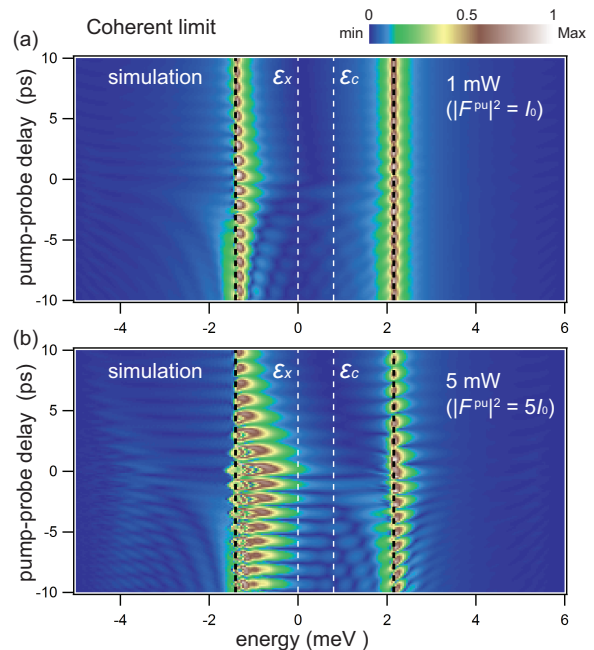 Coherent limit
0 0.5 1
min Max
(a)
simulation εx εc 1 mW
(|Fᵖᵘ|² = I₀)
pump-probe delay (ps)
10
5
0
-5
-10
-4 -2 0 2 4 6
(b)
simulation εx εc 5 mW
(|Fᵖᵘ|² = 5I₀)
pump-probe delay (ps)
10
5
0
-5
-10
-4 -2 0 2 4 6
energy (meV )